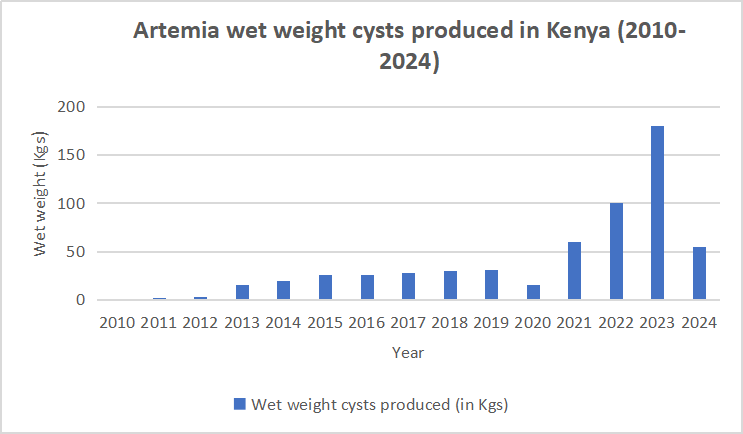 Artemia wet weight cysts produced in Kenya (2010-
2024)
Wet weight (Kgs)
200
150
100
50
0
2010 2011 2012 2013 2014 2015 2016 2017 2018 2019 2020 2021 2022 2023 2024
Year
Wet weight cysts produced (in Kgs)